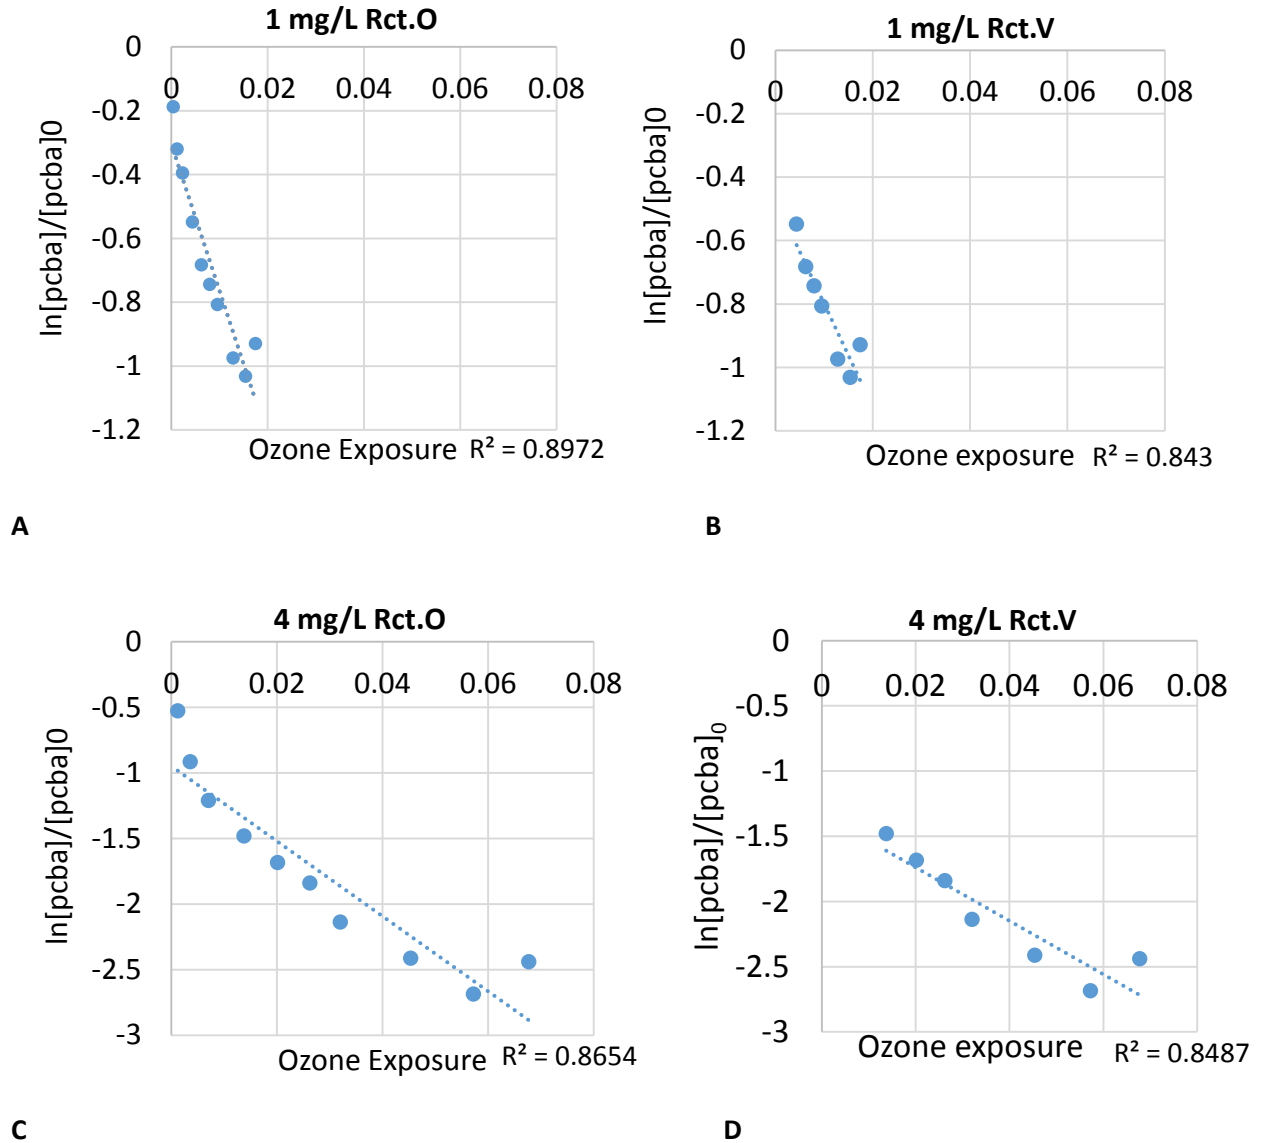 1 mg/L Rct.O
0
0 0.02 0.04 0.06 0.08
-0.2
-0.4
-0.6
-0.8
-1
-1.2
ln[pcba]/[pcba]0
Ozone Exposure R² = 0.8972
A
1 mg/L Rct.V
0
0 0.02 0.04 0.06 0.08
-0.2
-0.4
-0.6
-0.8
-1
-1.2
ln[pcba]/[pcba]0
Ozone exposure R² = 0.843
B
4 mg/L Rct.O
0
0 0.02 0.04 0.06 0.08
-0.5
-1
-1.5
-2
-2.5
-3
ln[pcba]/[pcba]0
Ozone Exposure R² = 0.8654
C
4 mg/L Rct.V
0
0 0.02 0.04 0.06 0.08
-0.5
-1
-1.5
-2
-2.5
-3
ln[pcba]/[pcba]₀
Ozone exposure R² = 0.8487
D